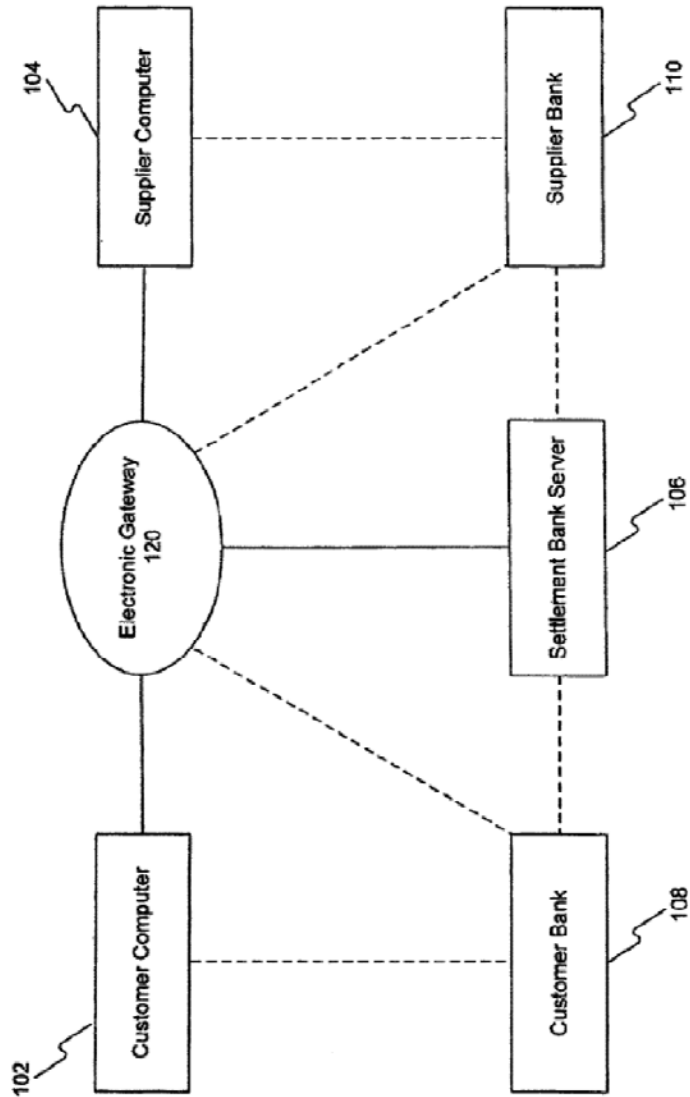 102
Customer Computer
Electronic Gateway
120
104
Supplier Computer
Customer Bank
108
Settlement Bank Server
106
Supplier Bank
110